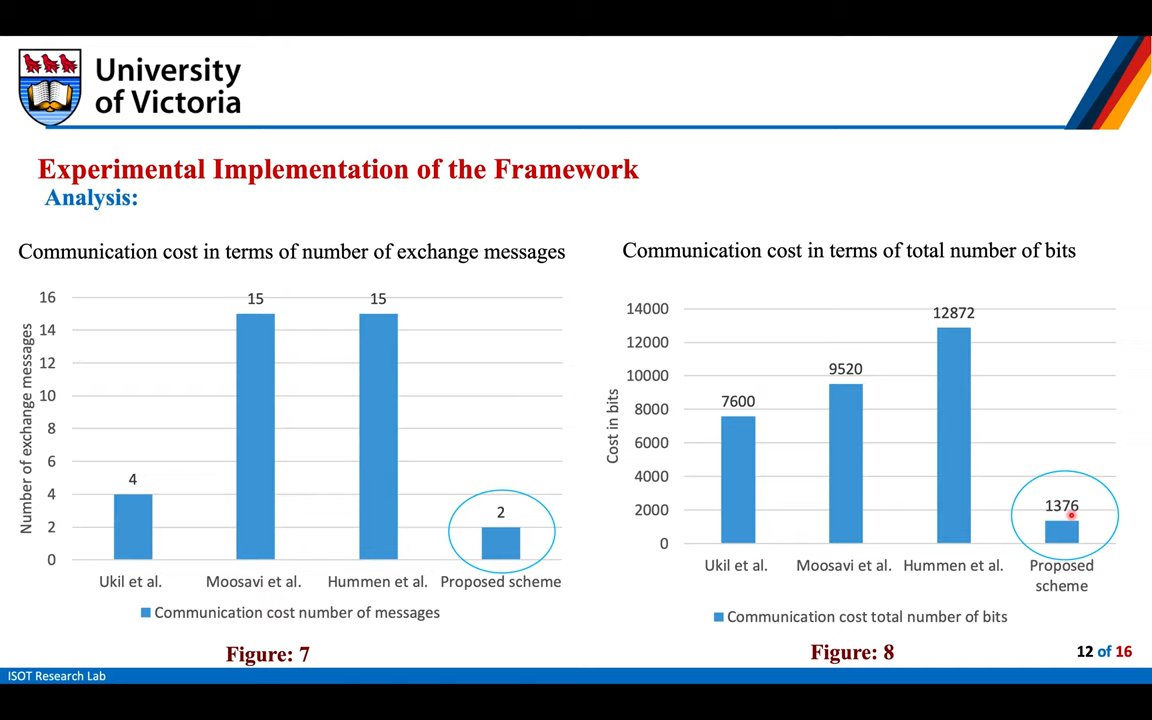 University
of Victoria
Experimental Implementation of the Framework
Analysis:
Communication cost in terms of number of exchange messages
16
14
12
10
8
6
4
2
0
Number of exchange messages
4
15
15
2
Ukil et al.
Moosavi et al.
Hummen et al.
Proposed scheme
Communication cost number of messages
Figure: 7
Communication cost in terms of total number of bits
14000
12000
10000
8000
6000
4000
2000
0
Cost in bits
7600
9520
12872
1376
Ukil et al.
Moosavi et al.
Hummen et al.
Proposed
scheme
Communication cost total number of bits
Figure: 8
12 of 16
ISOT Research Lab